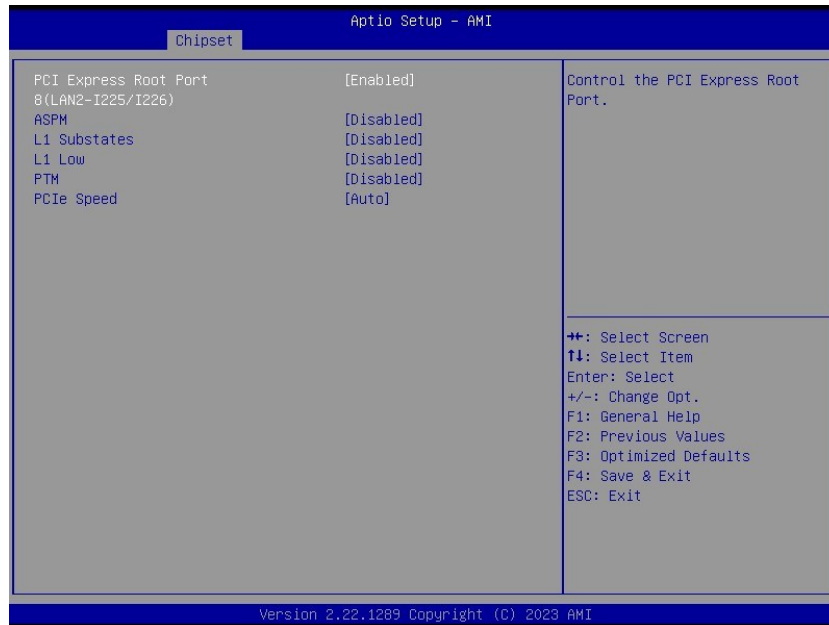 Aptio Setup – AMI
Chipset
PCI Express Root Port [Enabled]
8(LAN2-I225/I226)
ASPM [Disabled]
L1 Substates [Disabled]
L1 Low [Disabled]
PTM [Disabled]
PCIe Speed [Auto]
Control the PCI Express Root
Port.
→←: Select Screen
↑↓: Select Item
Enter: Select
+/-: Change Opt.
F1: General Help
F2: Previous Values
F3: Optimized Defaults
F4: Save & Exit
ESC: Exit
Version 2.22.1289 Copyright (C) 2023 AMI